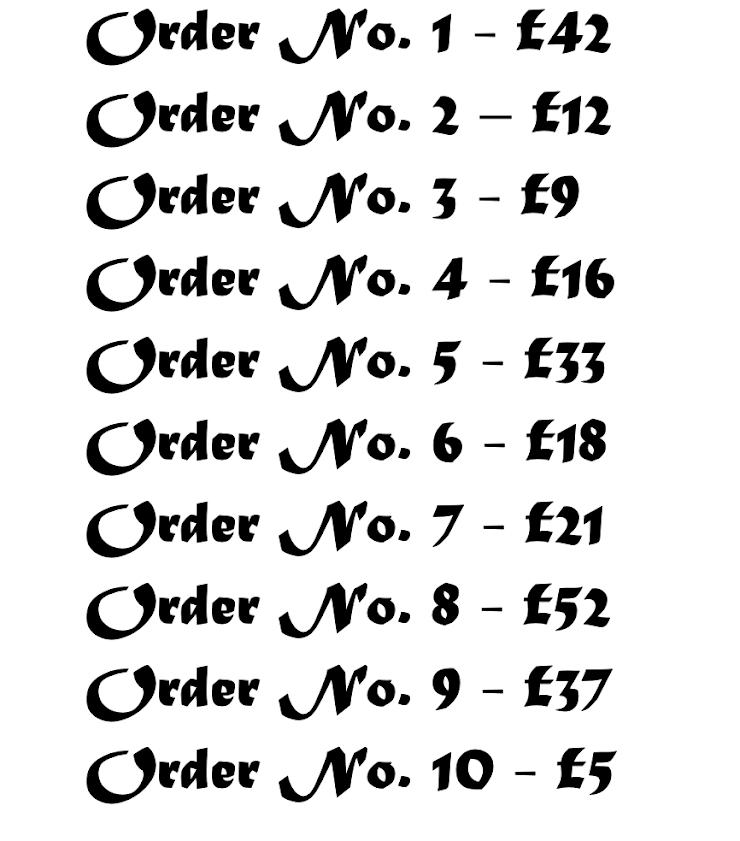 Order No. 1 – £42
Order No. 2 — £12
Order No. 3 – £9
Order No. 4 – £16
Order No. 5 – £33
Order No. 6 – £18
Order No. 7 – £21
Order No. 8 – £52
Order No. 9 – £37
Order No. 10 – £5